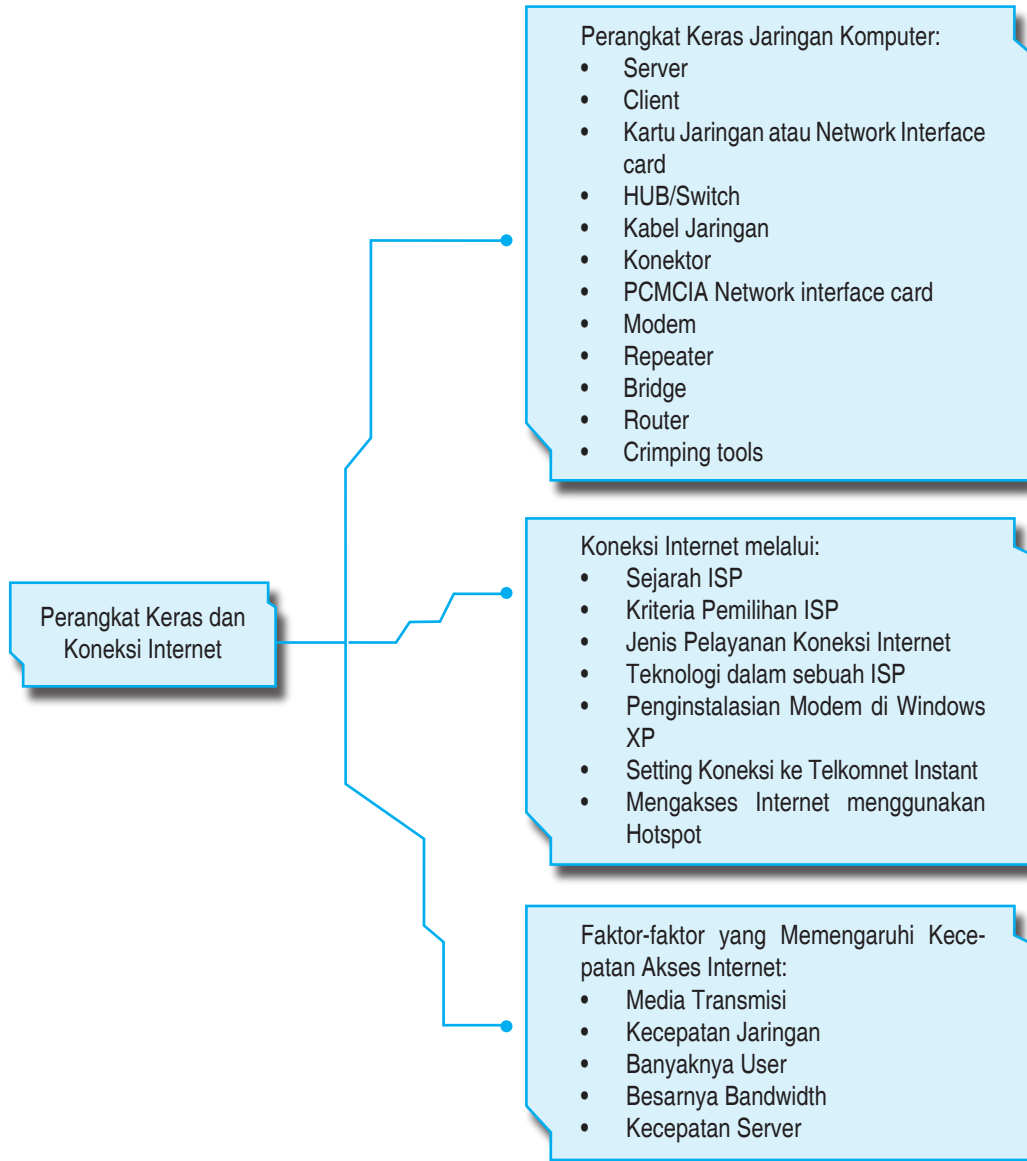 Perangkat Keras dan
Koneksi Internet
Perangkat Keras Jaringan Komputer:
• Server
• Client
• Kartu Jaringan atau Network Interface
card
• HUB/Switch
• Kabel Jaringan
• Konektor
• PCMCIA Network interface card
• Modem
• Repeater
• Bridge
• Router
• Crimping tools
Koneksi Internet melalui:
• Sejarah ISP
• Kriteria Pemilihan ISP
• Jenis Pelayanan Koneksi Internet
• Teknologi dalam sebuah ISP
• Penginstalasian Modem di Windows
XP
• Setting Koneksi ke Telkomnet Instant
• Mengakses Internet menggunakan
Hotspot
Faktor-faktor yang Memengaruhi Kece-
patan Akses Internet:
• Media Transmisi
• Kecepatan Jaringan
• Banyaknya User
• Besarnya Bandwidth
• Kecepatan Server